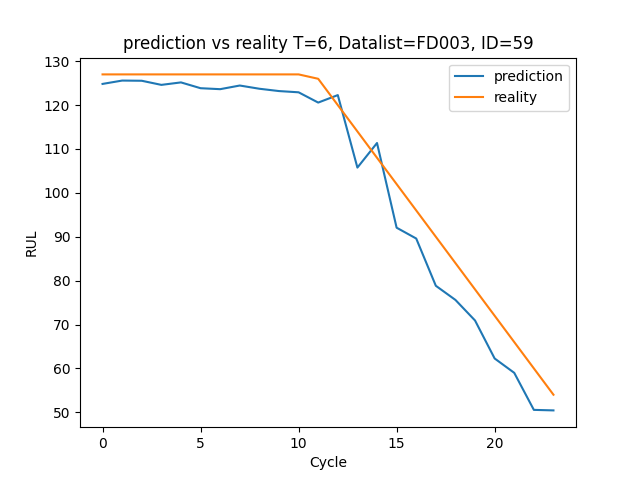 prediction vs reality T=6, Datalist=FD003, ID=59
prediction
reality
RUL
130
120
110
100
90
80
70
60
50
0 5 10 15 20
Cycle